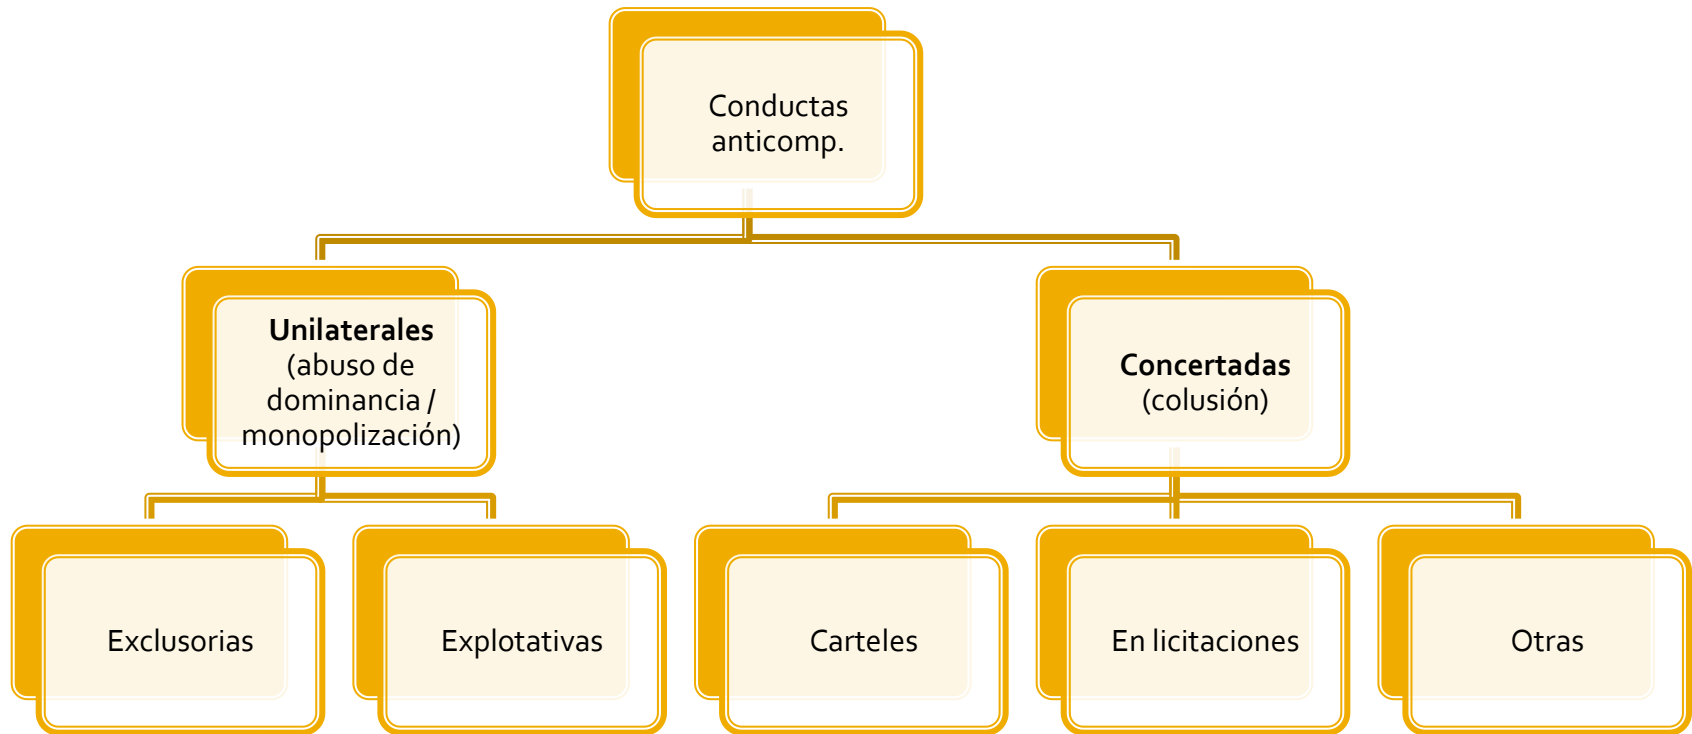 Conductas
anticomp.
Unilaterales
(abuso de
dominancia /
monopolización)
Concertadas
(colusión)
Exclusorias
Explotativas
Carteles
En licitaciones
Otras